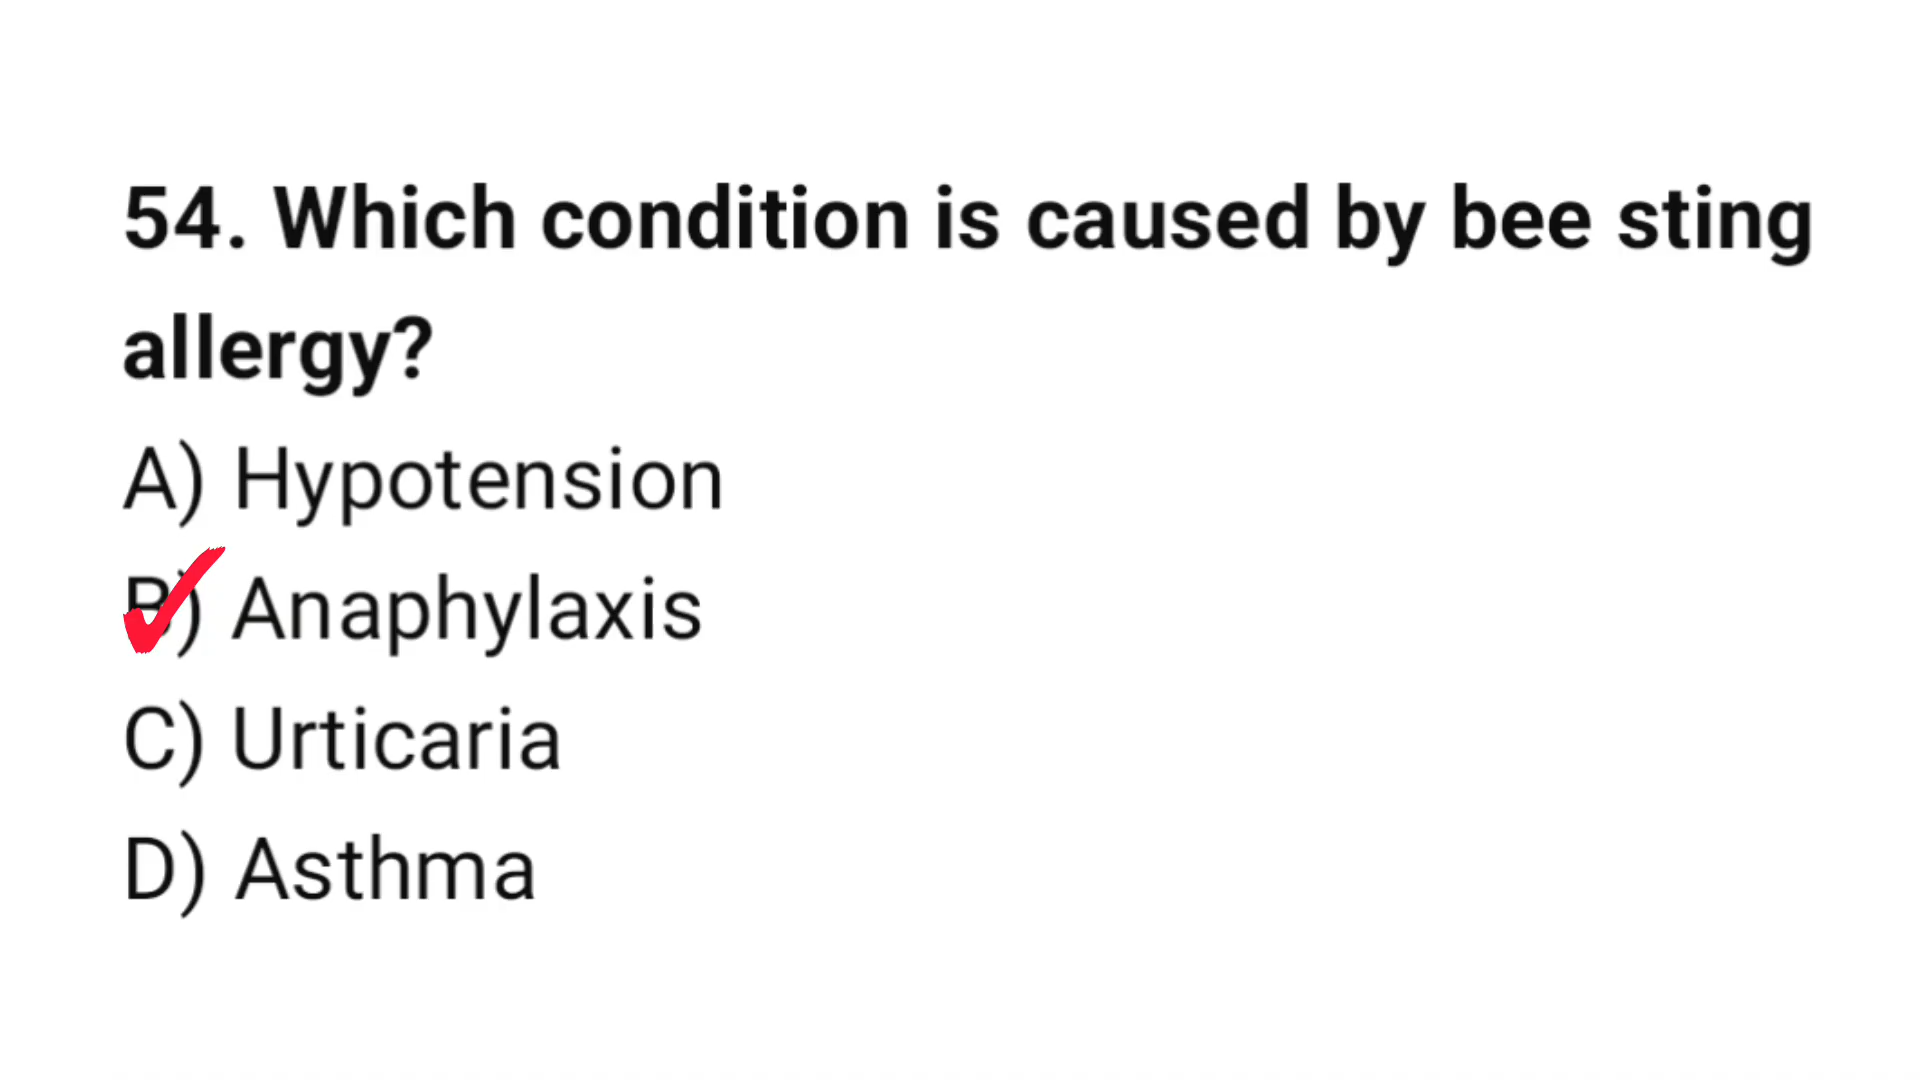 54. Which condition is caused by bee sting
allergy?
A) Hypotension
B) Anaphylaxis
C) Urticaria
D) Asthma